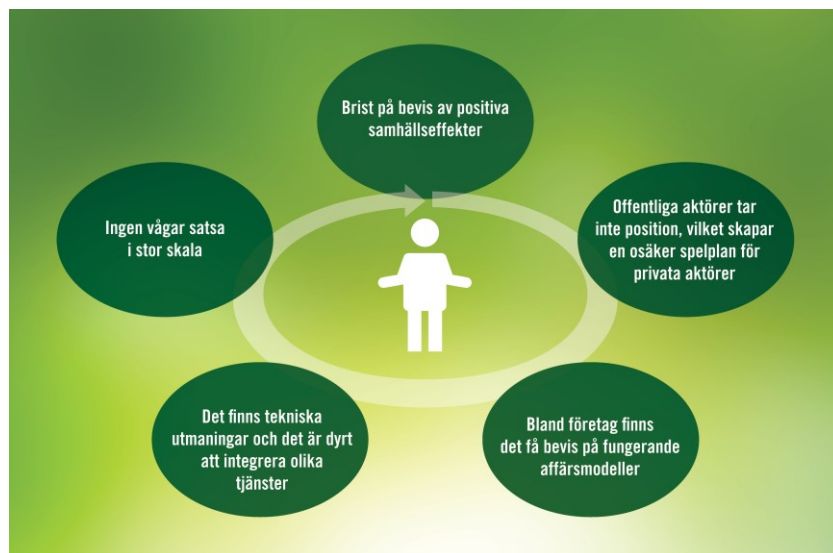 Brist på bevis av positiva
samhällseffekter
Offentliga aktörer tar
inte position, vilket skapar
en osäker spelplan för
privata aktörer
Bland företag finns
det få bevis på fungerande
affärsmodeller
Det finns tekniska
utmaningar och det är dyrt
att integrera olika
tjänster
Ingen vågar satsa
i stor skala